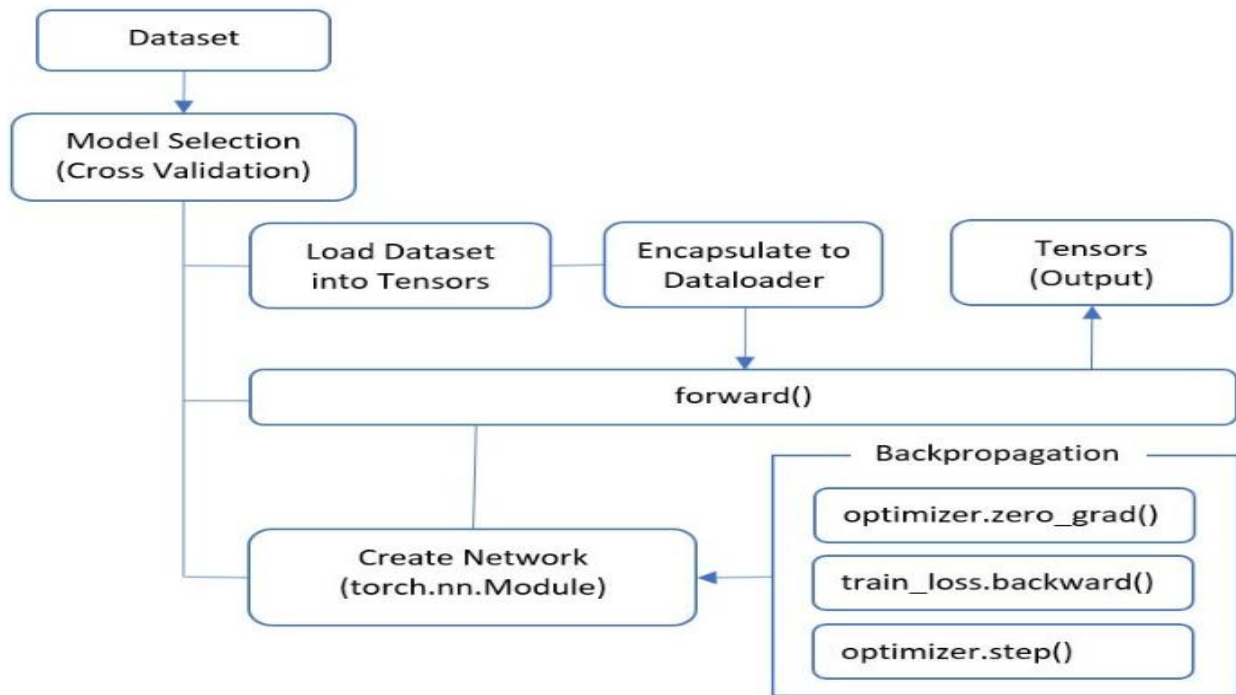 Dataset
Model Selection
(Cross Validation)
Load Dataset
into Tensors
Encapsulate to
Dataloader
Tensors
(Output)
forward()
Backpropagation
optimizer.zero_grad()
train_loss.backward()
optimizer.step()
Create Network
(torch.nn.Module)